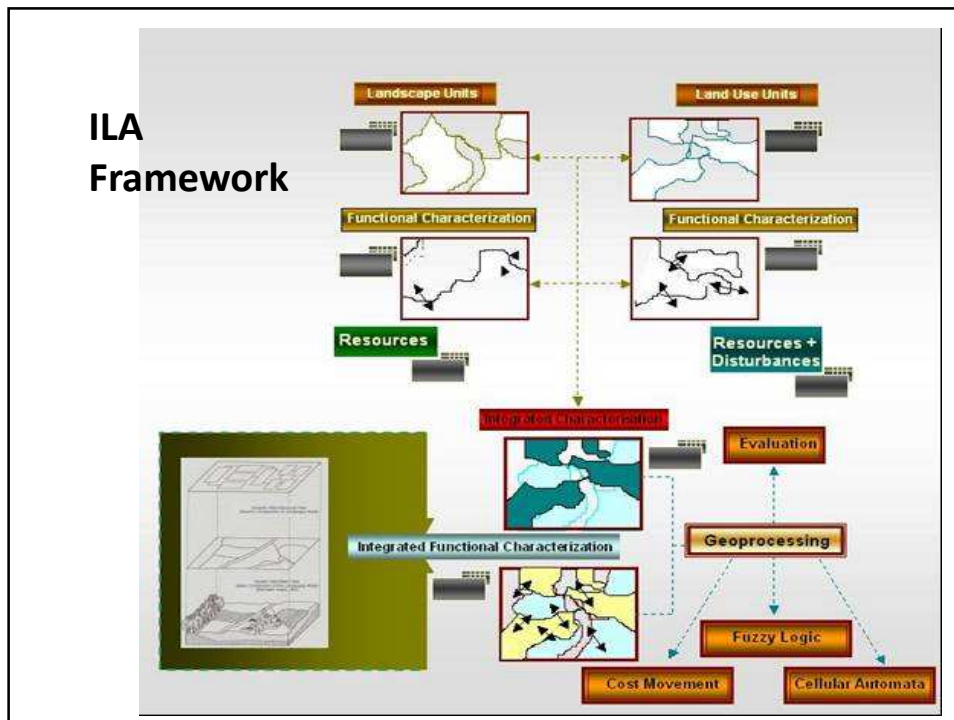 ILA
Framework
Landscape Units
Land Use Units
Functional Characterization
Functional Characterization
Resources
Resources +
Disturbances
Integrated Characterisation
Evaluation
Geoprocessing
Integrated Functional Characterization
Fuzzy Logic
Cost Movement
Cellular Automata